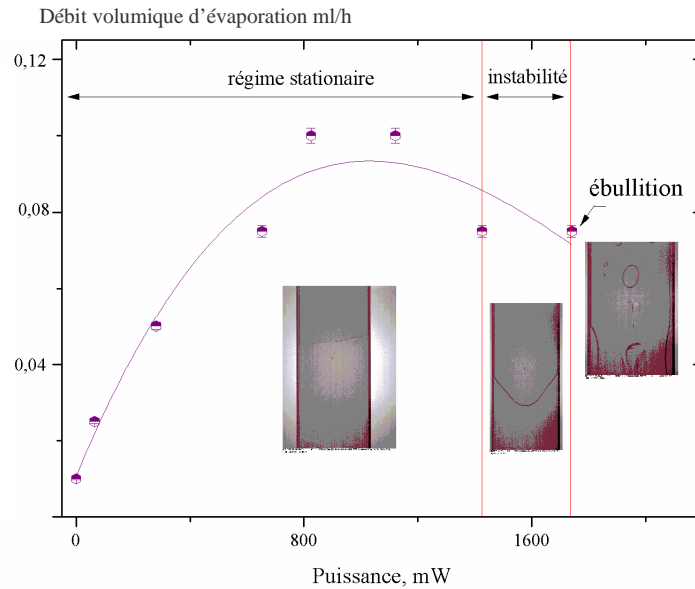 Débit volumique d'évaporation ml/h
0,12
régime stationaire
instabilité
ébullition
0,08
0,04
0
800
1600
Puissance, mW